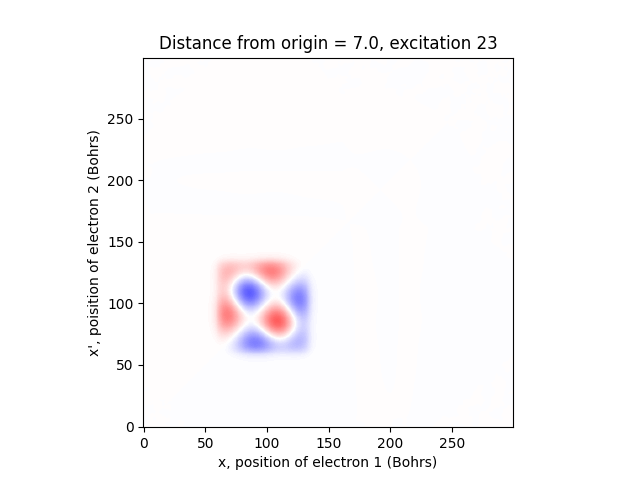 Distance from origin = 7.0, excitation 23
x', poisition of electron 2 (Bohrs)
250
200
150
100
50
0
0 50 100 150 200 250
x, position of electron 1 (Bohrs)